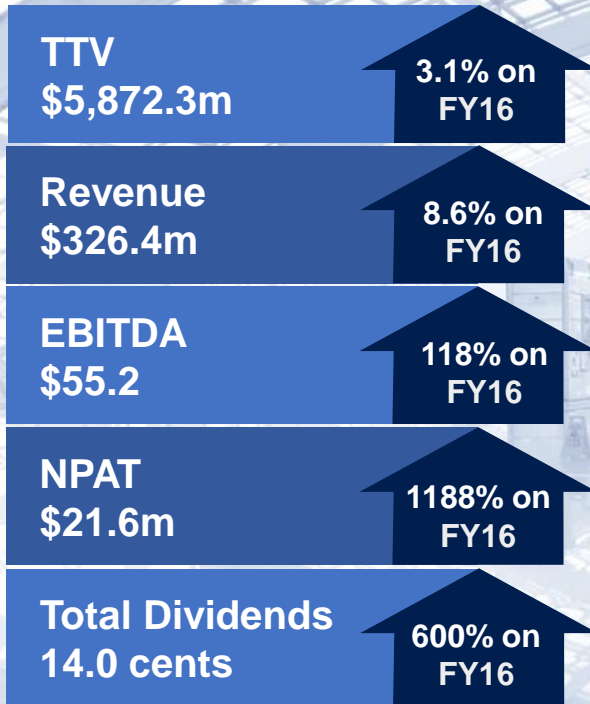 TTV
$5,872.3m
3.1% on
FY16
Revenue
$326.4m
8.6% on
FY16
EBITDA
$55.2
118% on
FY16
NPAT
$21.6m
1188% on
FY16
Total Dividends
14.0 cents
600% on
FY16